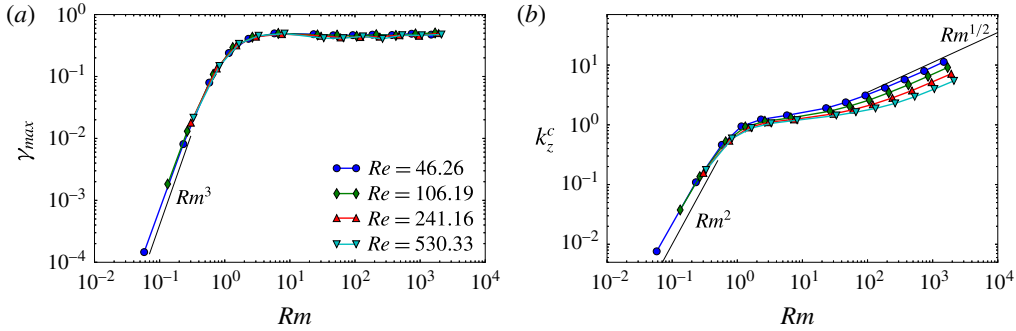 (a)
10^0
10^-1
10^-2
10^-3
10^-4
γ_max
Rm^3
Re = 46.26
Re = 106.19
Re = 241.16
Re = 530.33
10^-2 10^-1 10^0 10^1 10^2 10^3 10^4
Rm
(b)
10^1
10^0
10^-1
10^-2
k_z^c
Rm^1/2
Rm^2
10^-2 10^-1 10^0 10^1 10^2 10^3 10^4
Rm